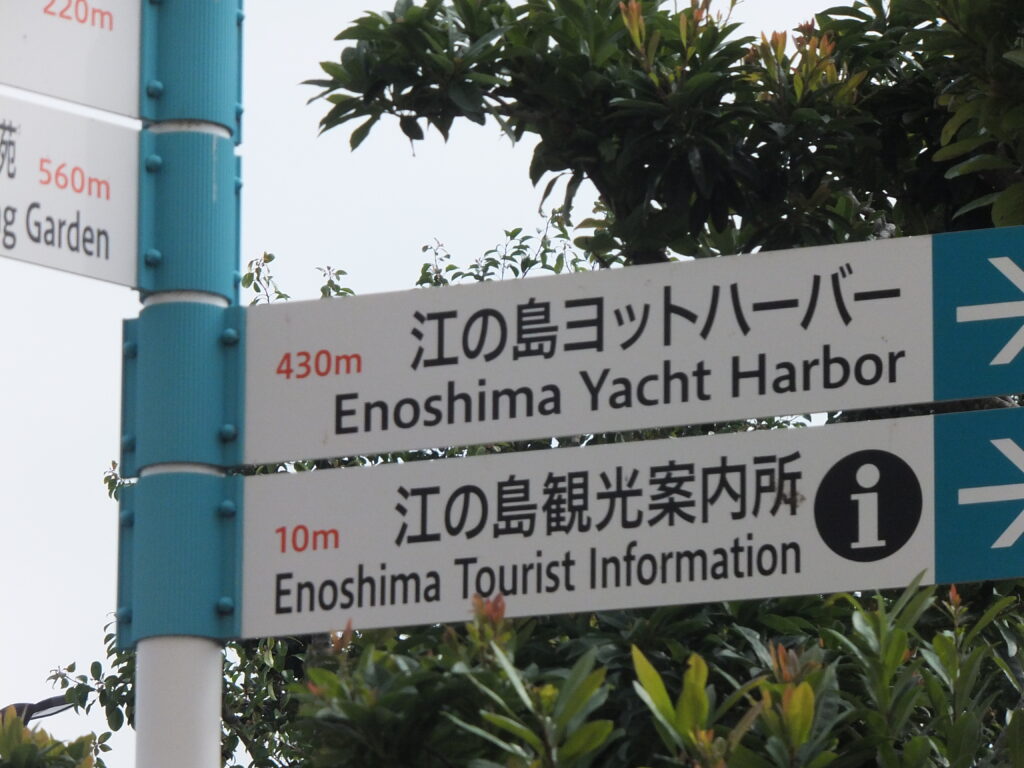 220m
苑
560m
g Garden
江の島ヨットハーバー
430m
Enoshima Yacht Harbor
江の島観光案内所
10m
Enoshima Tourist Information
i